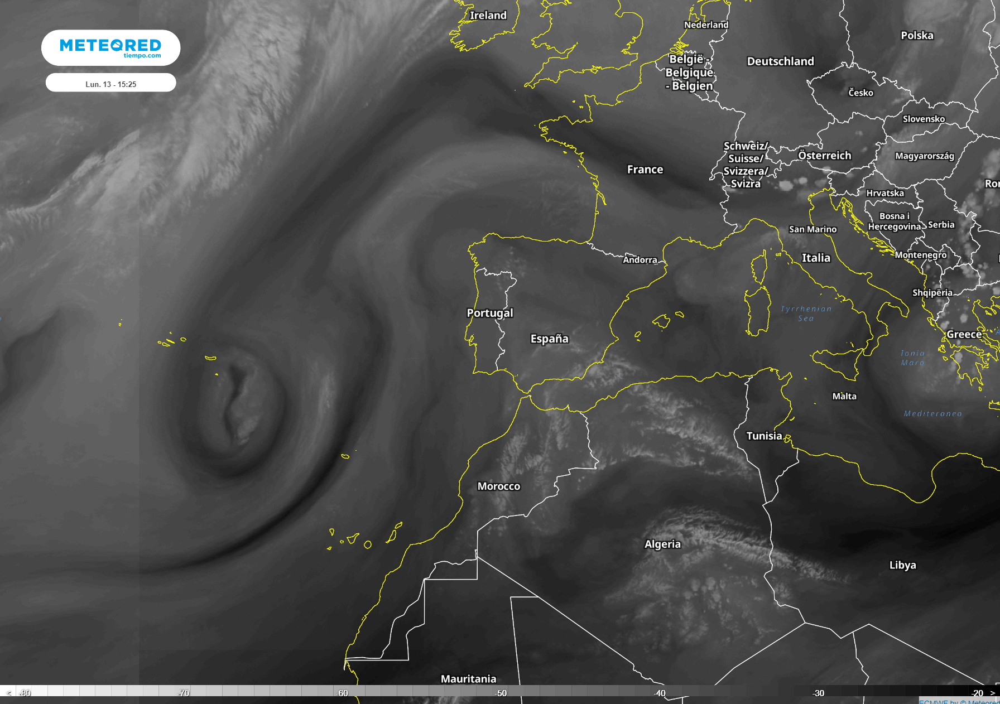 METEORED
tiempo.com
Lun. 13 - 15:25
Ireland
Nederland
Polska
België -
Belgique
- Belgien
Deutschland
Česko
Slovensko
Schweiz/
Suisse/
Svizzera/
Svizra
Österreich
Magyarország
France
Ror
Hrvatska
Bosna i
Hercegovina
Serbia
San Marino
Andorra
Italia
Montenegro
Shqipëria
Portugal
Tyrrhenian
Sea
España
Greece
Ionia
Maro
Malta
Mediteraneo
Tunisia
Morocco
Algeria
Libya
Mauritania
< -80 -70 -60 -50 -40 -30 -20 >
ECMWF by © Meteored